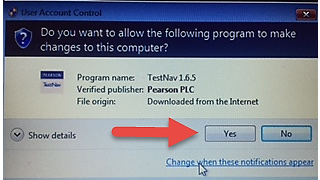 User Account Control
Do you want to allow the following program to make
changes to this computer?
PEARSON
TestNav
Program name: TestNav 1.6.5
Verified publisher: Pearson PLC
File origin: Downloaded from the Internet
Show details
Yes
No
Change when these notifications appear